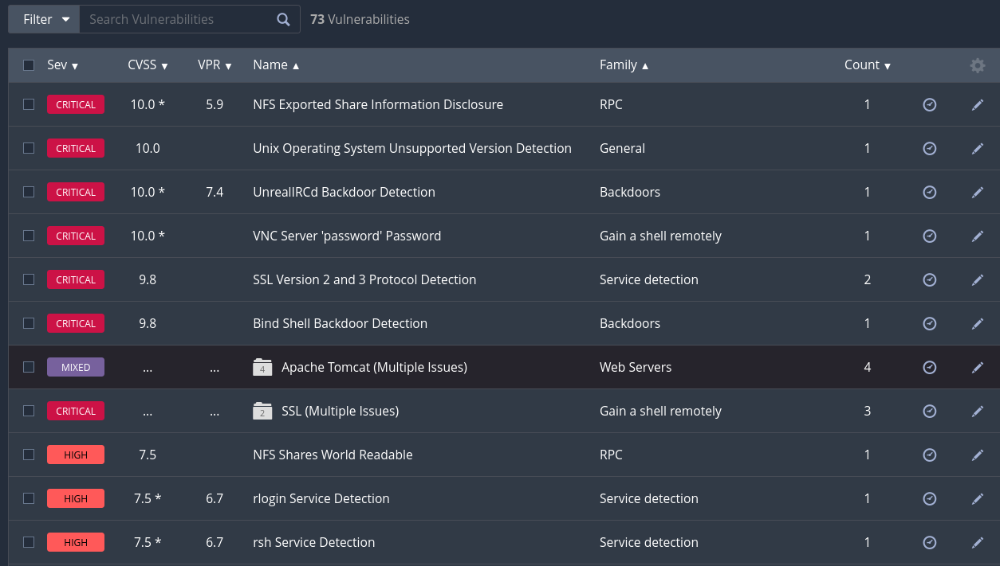 Filter ▼ Search Vulnerabilities 73 Vulnerabilities
Sev ▼ CVSS ▼ VPR ▼ Name ▲ Family ▲ Count ▼
CRITICAL 10.0 * 5.9 NFS Exported Share Information Disclosure RPC 1
CRITICAL 10.0 Unix Operating System Unsupported Version Detection General 1
CRITICAL 10.0 * 7.4 UnrealIRCd Backdoor Detection Backdoors 1
CRITICAL 10.0 * VNC Server 'password' Password Gain a shell remotely 1
CRITICAL 9.8 SSL Version 2 and 3 Protocol Detection Service detection 2
CRITICAL 9.8 Bind Shell Backdoor Detection Backdoors 1
MIXED ... ... 4 Apache Tomcat (Multiple Issues) Web Servers 4
CRITICAL ... ... 2 SSL (Multiple Issues) Gain a shell remotely 3
HIGH 7.5 NFS Shares World Readable RPC 1
HIGH 7.5 * 6.7 rlogin Service Detection Service detection 1
HIGH 7.5 * 6.7 rsh Service Detection Service detection 1